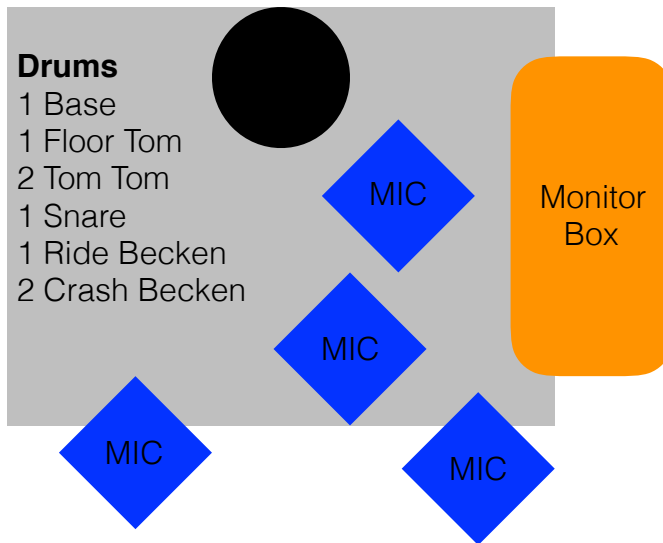 Drums
1 Base
1 Floor Tom
2 Tom Tom
1 Snare
1 Ride Becken
2 Crash Becken
MIC
Monitor
Box
MIC
MIC
MIC